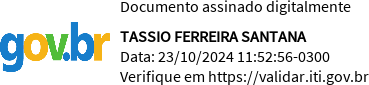 Documento assinado digitalmente
gov.br
TASSIO FERREIRA SANTANA
Data: 23/10/2024 11:52:56-0300
Verifique em https://validar.iti.gov.br